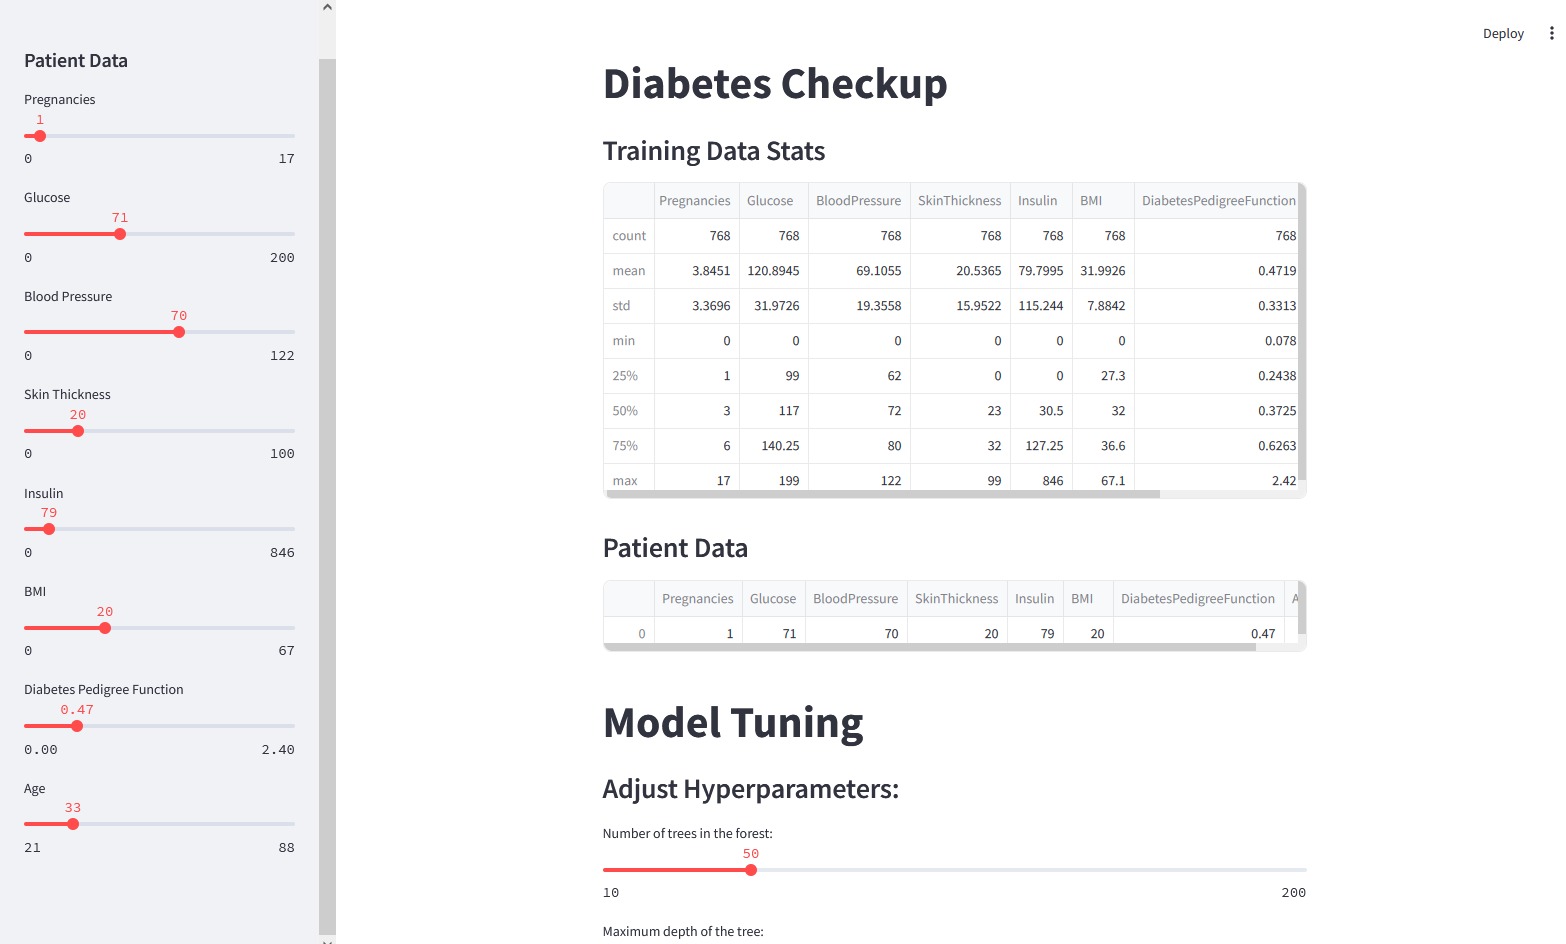 Patient Data
Pregnancies
1
0 17
Glucose
71
0 200
Blood Pressure
70
0 122
Skin Thickness
20
0 100
Insulin
79
0 846
BMI
20
0 67
Diabetes Pedigree Function
0.47
0.00 2.40
Age
33
21 88
Deploy
Diabetes Checkup
Training Data Stats
Pregnancies Glucose BloodPressure SkinThickness Insulin BMI DiabetesPedigreeFunction
count 768 768 768 768 768 768 768
mean 3.8451 120.8945 69.1055 20.5365 79.7995 31.9926 0.4719
std 3.3696 31.9726 19.3558 15.9522 115.244 7.8842 0.3313
min 0 0 0 0 0 0 0.078
25% 1 99 62 0 0 27.3 0.2438
50% 3 117 72 23 30.5 32 0.3725
75% 6 140.25 80 32 127.25 36.6 0.6263
max 17 199 122 99 846 67.1 2.42
Patient Data
Pregnancies Glucose BloodPressure SkinThickness Insulin BMI DiabetesPedigreeFunction
0 1 71 70 20 79 20 0.47
Model Tuning
Adjust Hyperparameters:
Number of trees in the forest:
50
10 200
Maximum depth of the tree: